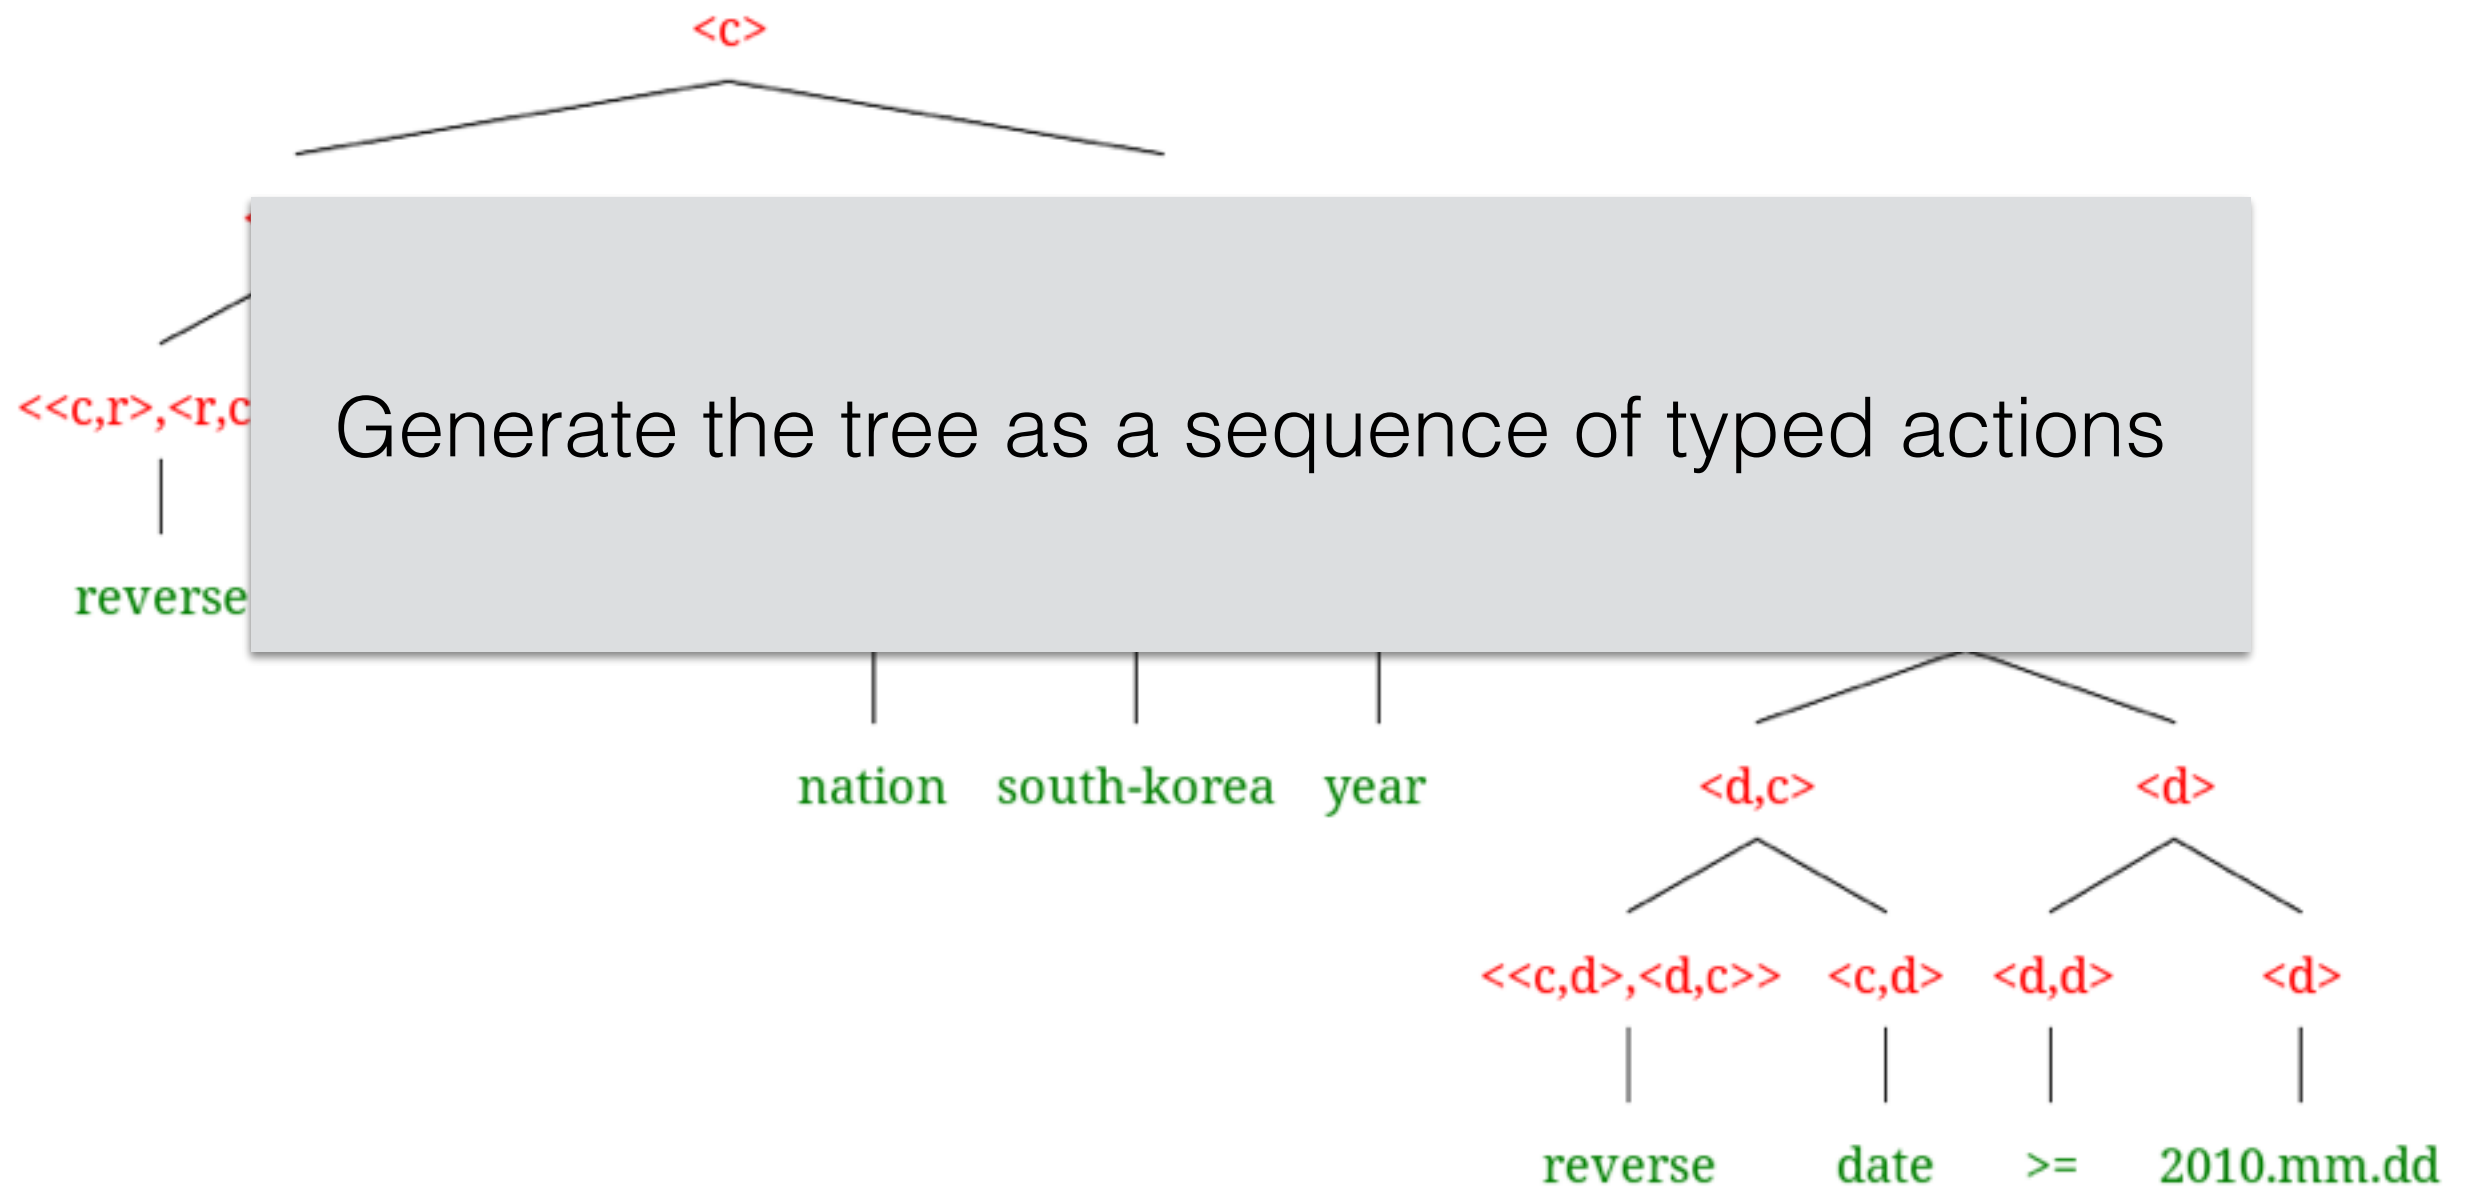 <c>
<<c,r>,<r,c
Generate the tree as a sequence of typed actions
reverse
nation south-korea year <d,c> <d>
<<c,d>,<d,c>> <c,d> <d,d> <d>
reverse date >= 2010.mm.dd